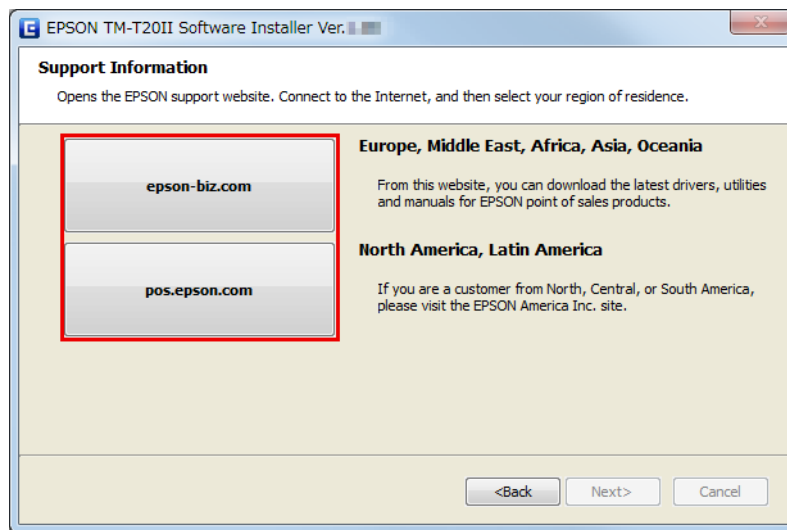 EPSON TM-T20II Software Installer Ver.
Support Information
Opens the EPSON support website. Connect to the Internet, and then select your region of residence.
epson-biz.com
Europe, Middle East, Africa, Asia, Oceania
From this website, you can download the latest drivers, utilities
and manuals for EPSON point of sales products.
pos.epson.com
North America, Latin America
If you are a customer from North, Central, or South America,
please visit the EPSON America Inc. site.
<Back
Next>
Cancel